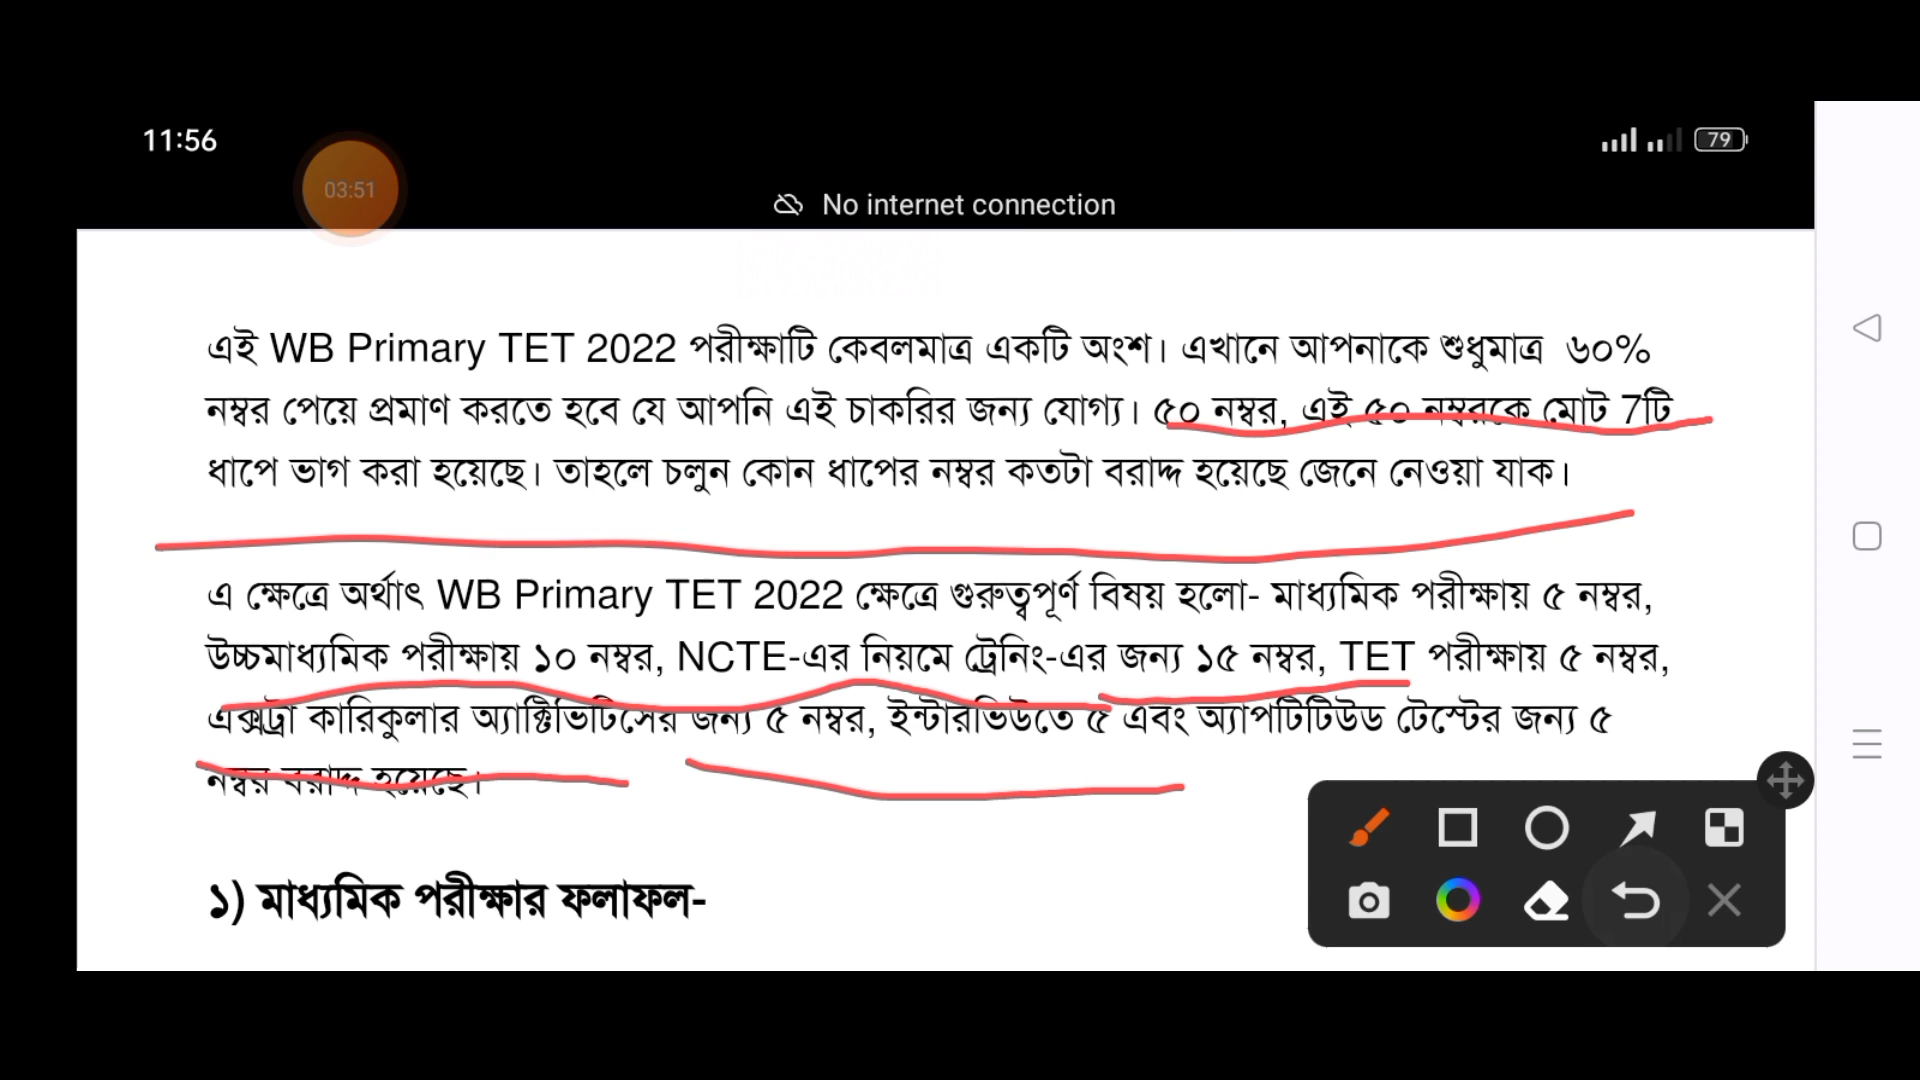 11:56
79
03:51
No internet connection
এই WB Primary TET 2022 পরীক্ষাটি কেবলমাত্র একটি অংশ। এখানে আপনাকে শুধুমাত্র ৬০%
নম্বর পেয়ে প্রমাণ করতে হবে যে আপনি এই চাকরির জন্য যোগ্য। ৫০ নম্বর, এই ৫০ নম্বরকে মোট 7টি
ধাপে ভাগ করা হয়েছে। তাহলে চলুন কোন ধাপের নম্বর কতটা বরাদ্দ হয়েছে জেনে নেওয়া যাক।
এ ক্ষেত্রে অর্থাৎ WB Primary TET 2022 ক্ষেত্রে গুরুত্বপূর্ণ বিষয় হলো- মাধ্যমিক পরীক্ষায় ৫ নম্বর,
উচ্চমাধ্যমিক পরীক্ষায় ১০ নম্বর, NCTE-এর নিয়মে ট্রেনিং-এর জন্য ১৫ নম্বর, TET পরীক্ষায় ৫ নম্বর,
এক্সট্রা কারিকুলার অ্যাক্টিভিটিসের জন্য ৫ নম্বর, ইন্টারভিউতে ৫ এবং অ্যাপটিটিউড টেস্টের জন্য ৫
নম্বর বরাদ্দ হয়েছে।
১) মাধ্যমিক পরীক্ষার ফলাফল-